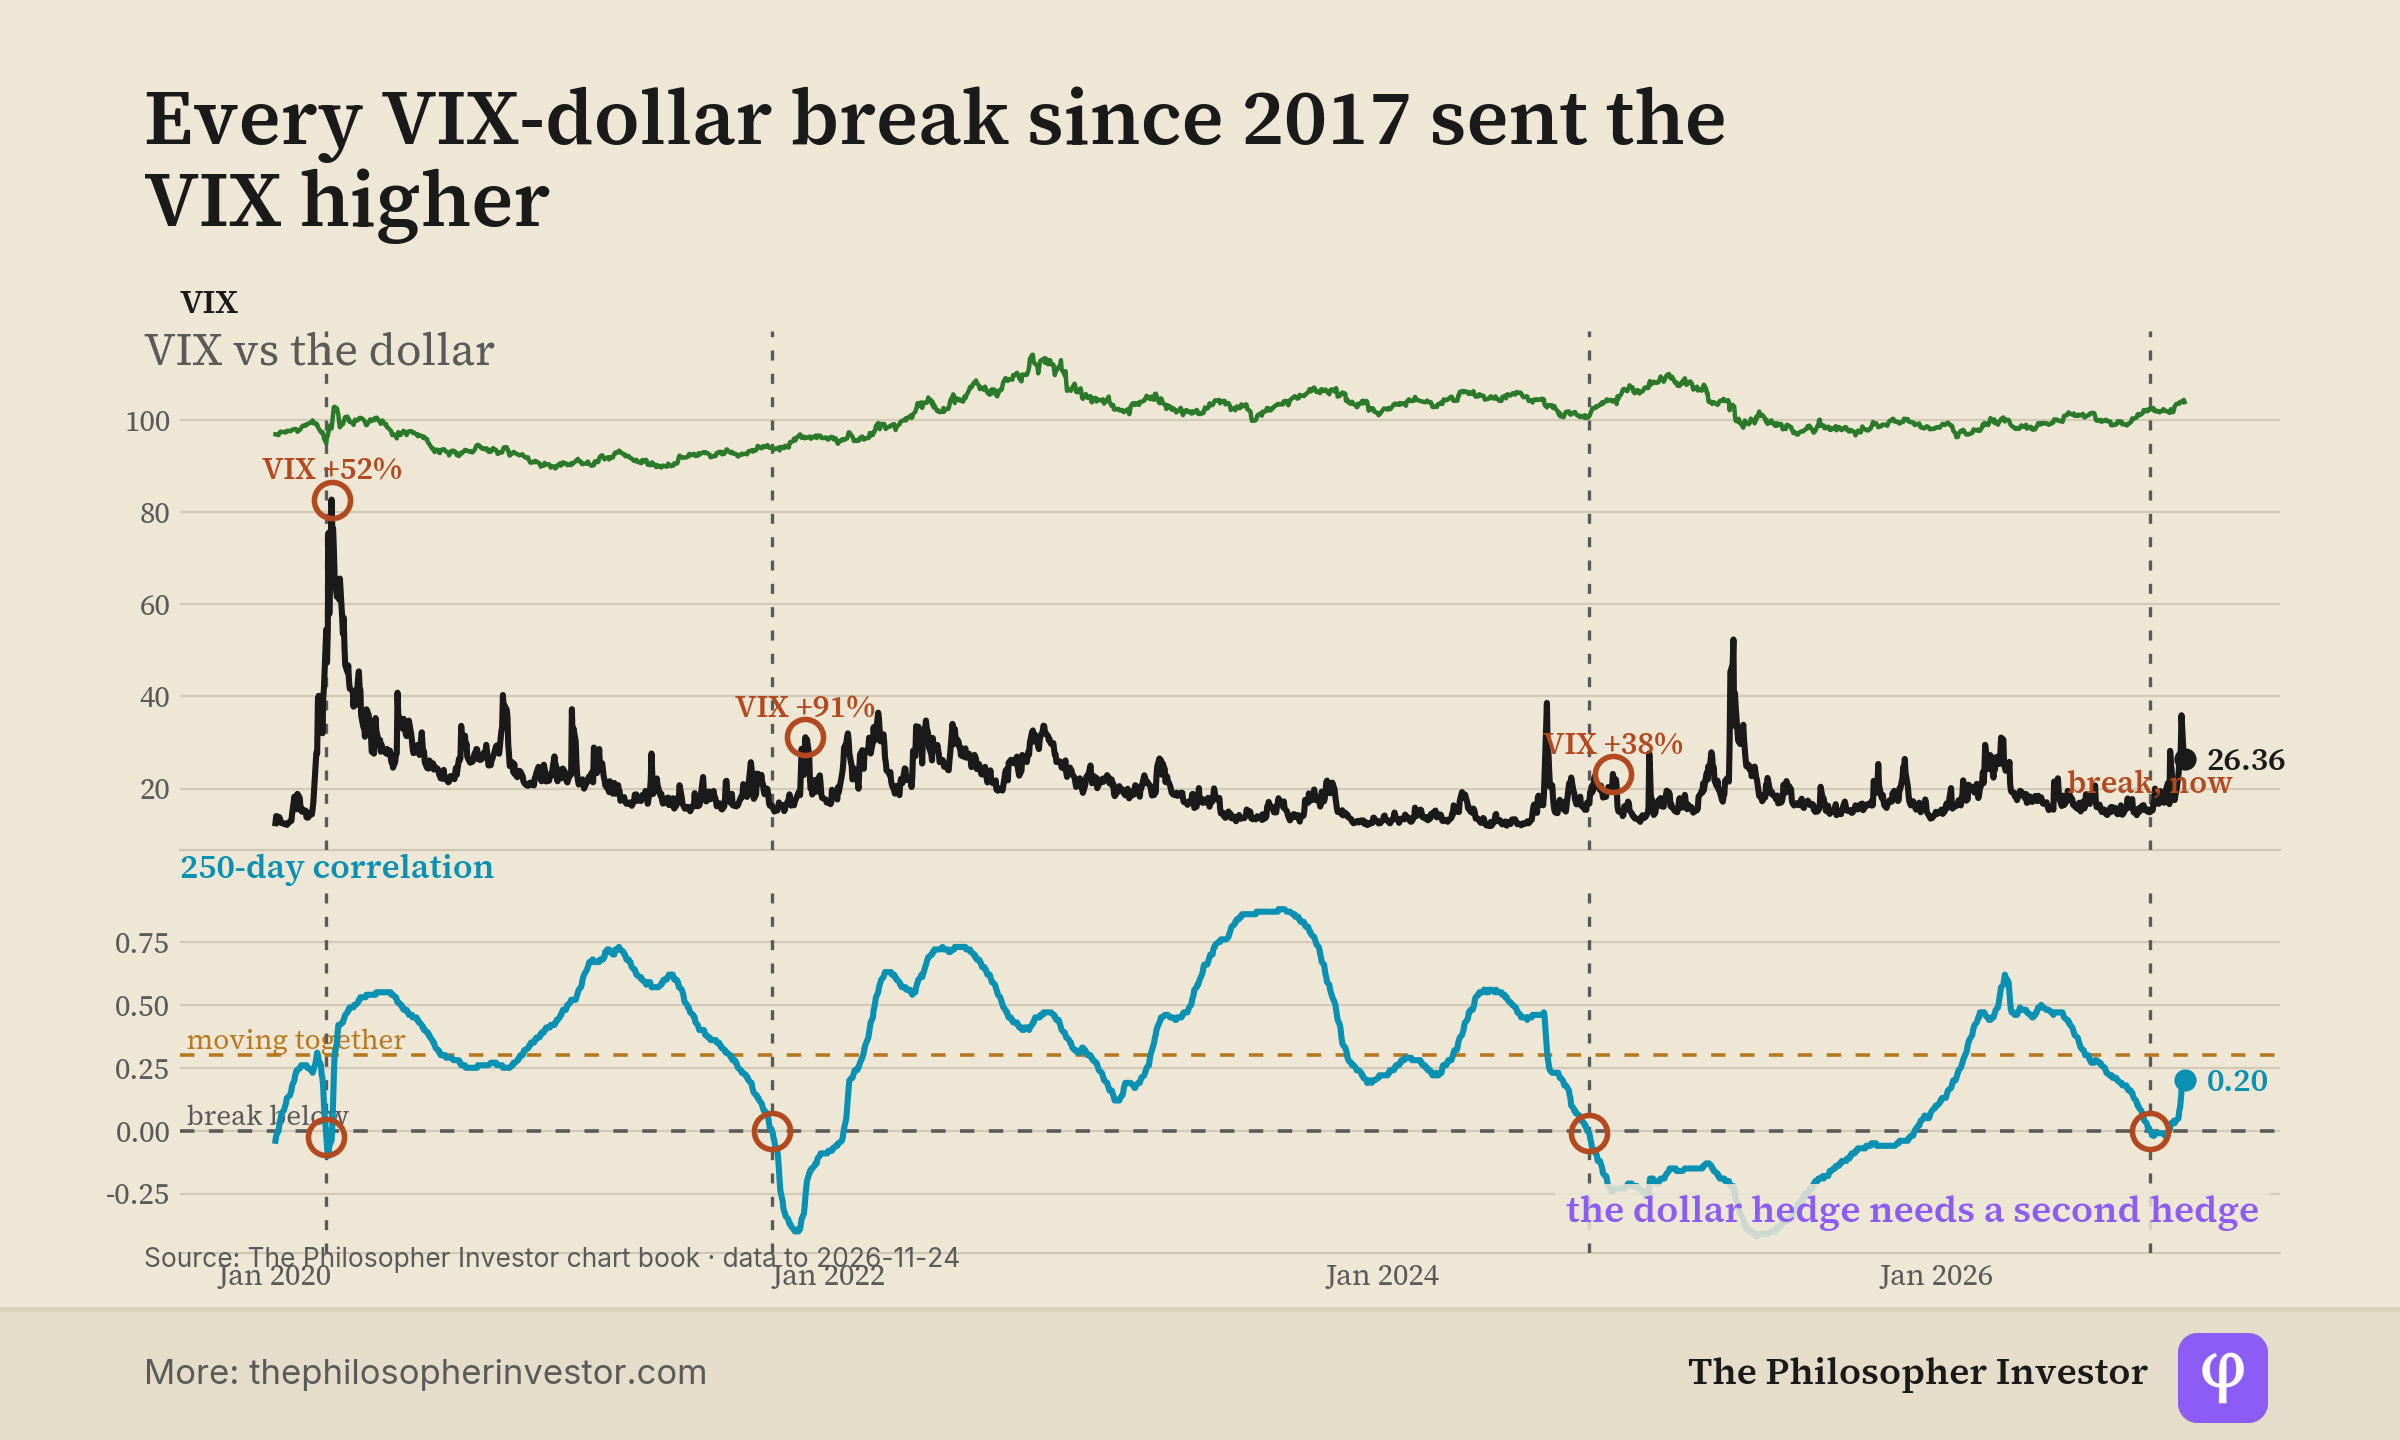 Every VIX-dollar break since 2017 sent the
VIX higher
VIX
VIX vs the dollar
100
80
60
40
20
VIX +52%
VIX +91%
VIX +38%
26.36
break, now
250-day correlation
0.75
0.50
0.25
0.00
-0.25
moving together
break below
0.20
the dollar hedge needs a second hedge
Source: The Philosopher Investor chart book · data to 2026-11-24
Jan 2020
Jan 2022
Jan 2024
Jan 2026
More: thephilosopherinvestor.com
The Philosopher Investor
φ